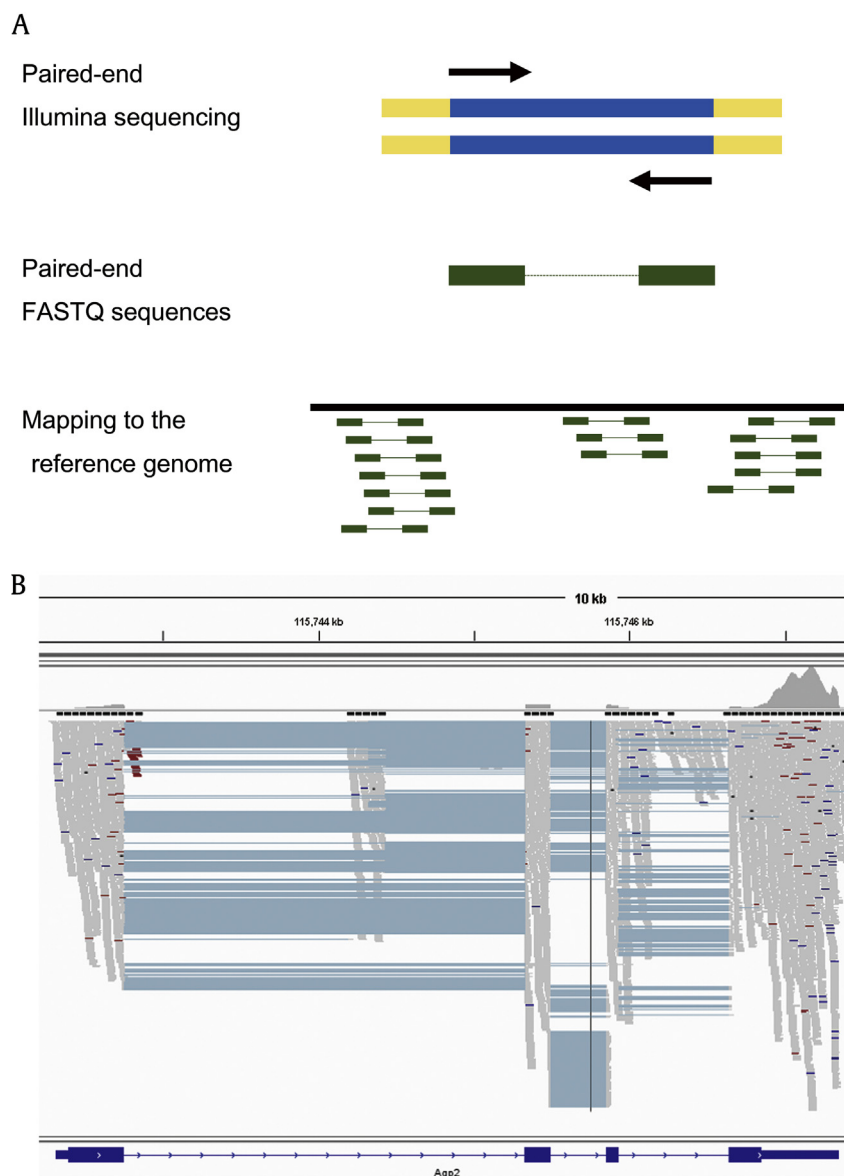 A
Paired-end
Illumina sequencing
Paired-end
FASTQ sequences
Mapping to the
reference genome
B
10 kb
115,744 kb
115,746 kb
Aqp2